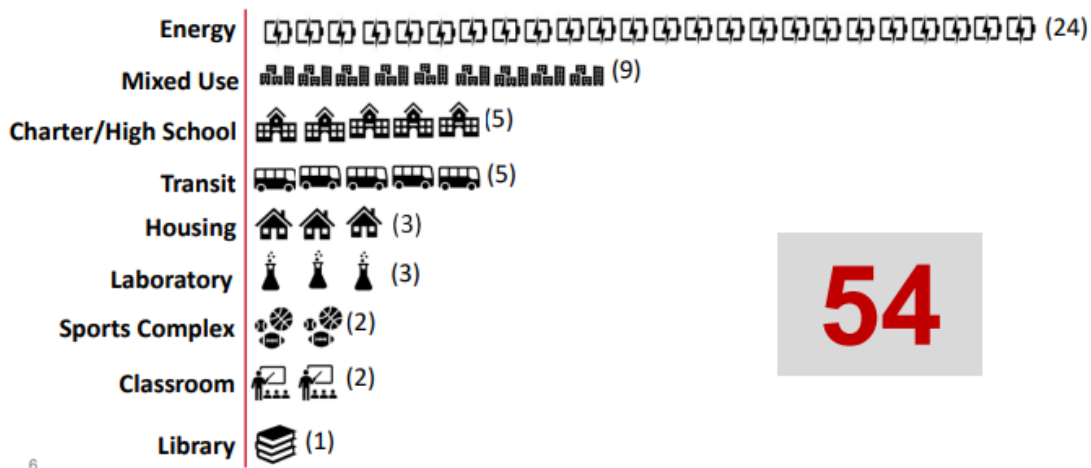 Energy (24)
Mixed Use (9)
Charter/High School (5)
Transit (5)
Housing (3)
Laboratory (3)
54
Sports Complex (2)
Classroom (2)
Library (1)
6